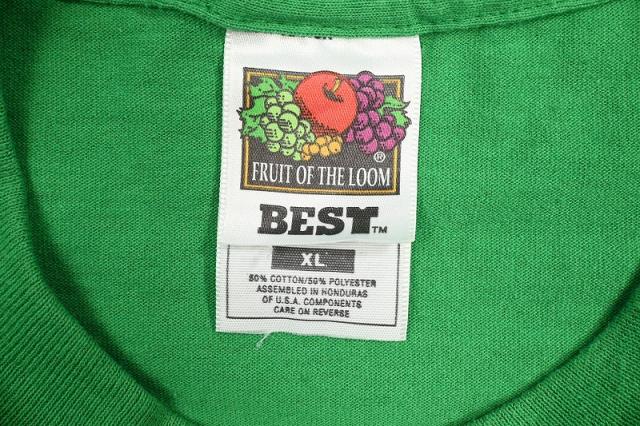 ®
FRUIT OF THE LOOM
BEST™
XL
50% COTTON/50% POLYESTER
ASSEMBLED IN HONDURAS
OF U.S.A. COMPONENTS
CARE ON REVERSE